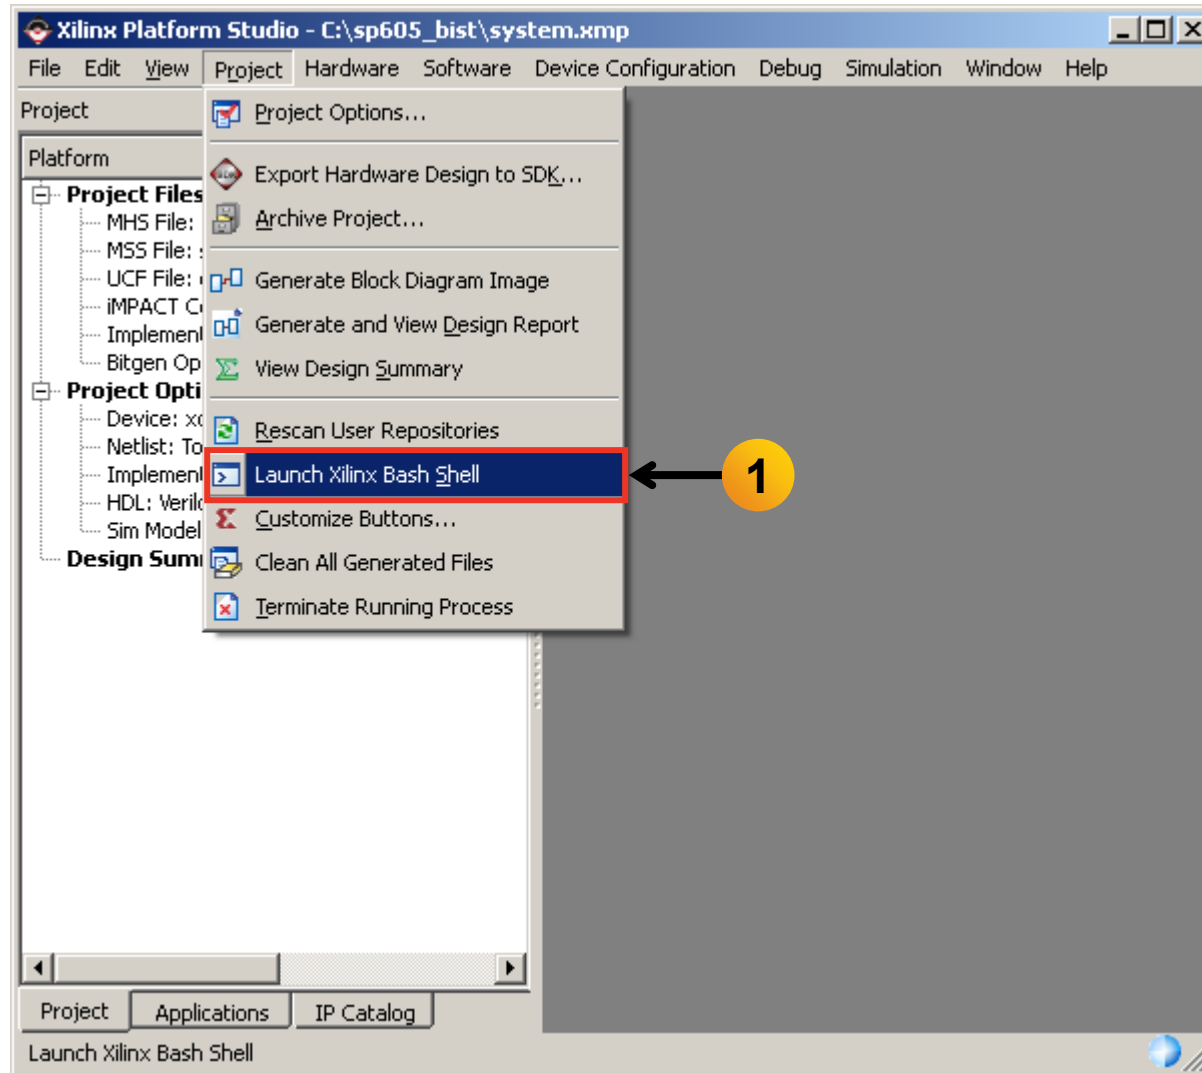 Xilinx Platform Studio - C:\sp605_bist\system.xmp
File Edit View Project Hardware Software Device Configuration Debug Simulation Window Help
Project
Platform
Project Files
MHS File:
MSS File:
UCF File:
iMPACT
Project
Device:
Netlist:
HDL:
Sim Model
Design
Project Options...
Export Hardware Design to SDK...
Archive Project...
Generate Block Diagram Image
Generate and View Design Report
View Design Summary
Rescan User Repositories
Launch Xilinx Bash Shell
1
Customize Buttons...
Clean All Generated Files
Terminate Running Process
Project Applications IP Catalog
Launch Xilinx Bash Shell